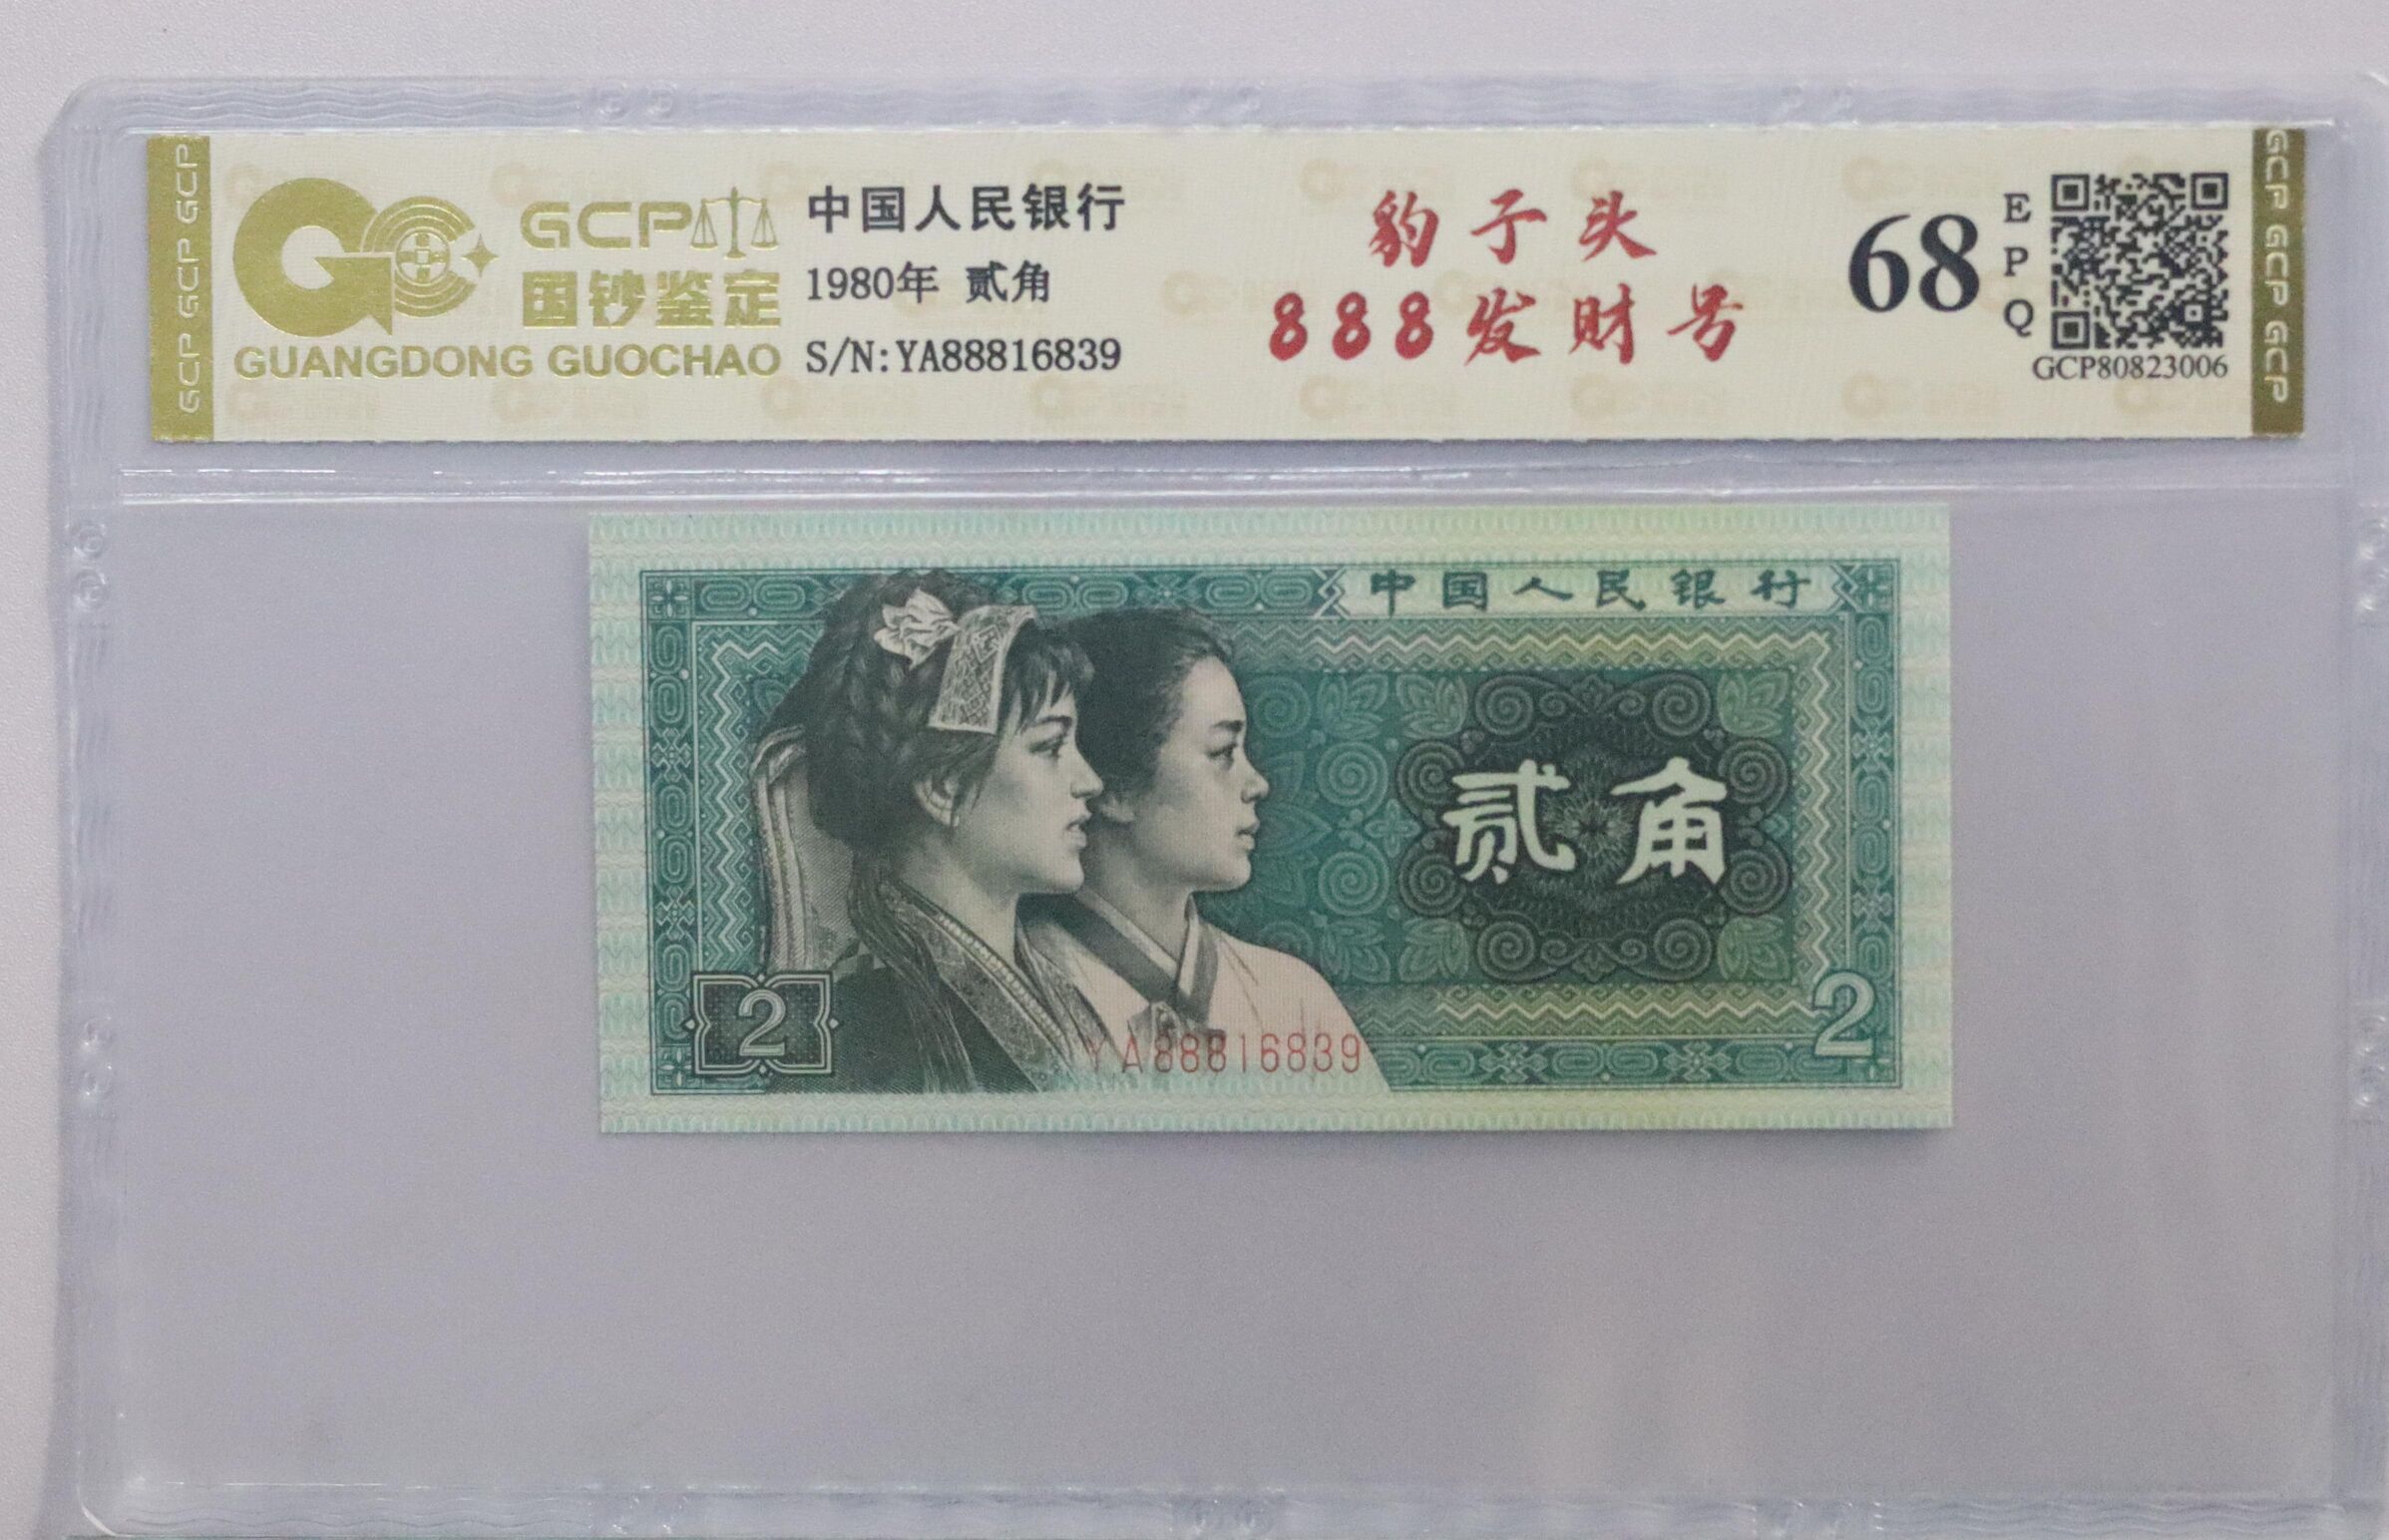 GCP GCP GCP
GCP
国钞鉴定
GUANGDONG GUOCHAO
中国人民银行
1980年 贰角
S/N:YA88816839
豹子头
888发财号
68
EPQ
GCP80823006
GCP GCP GCP
中国人民银行
贰角
2
2
YA88816839